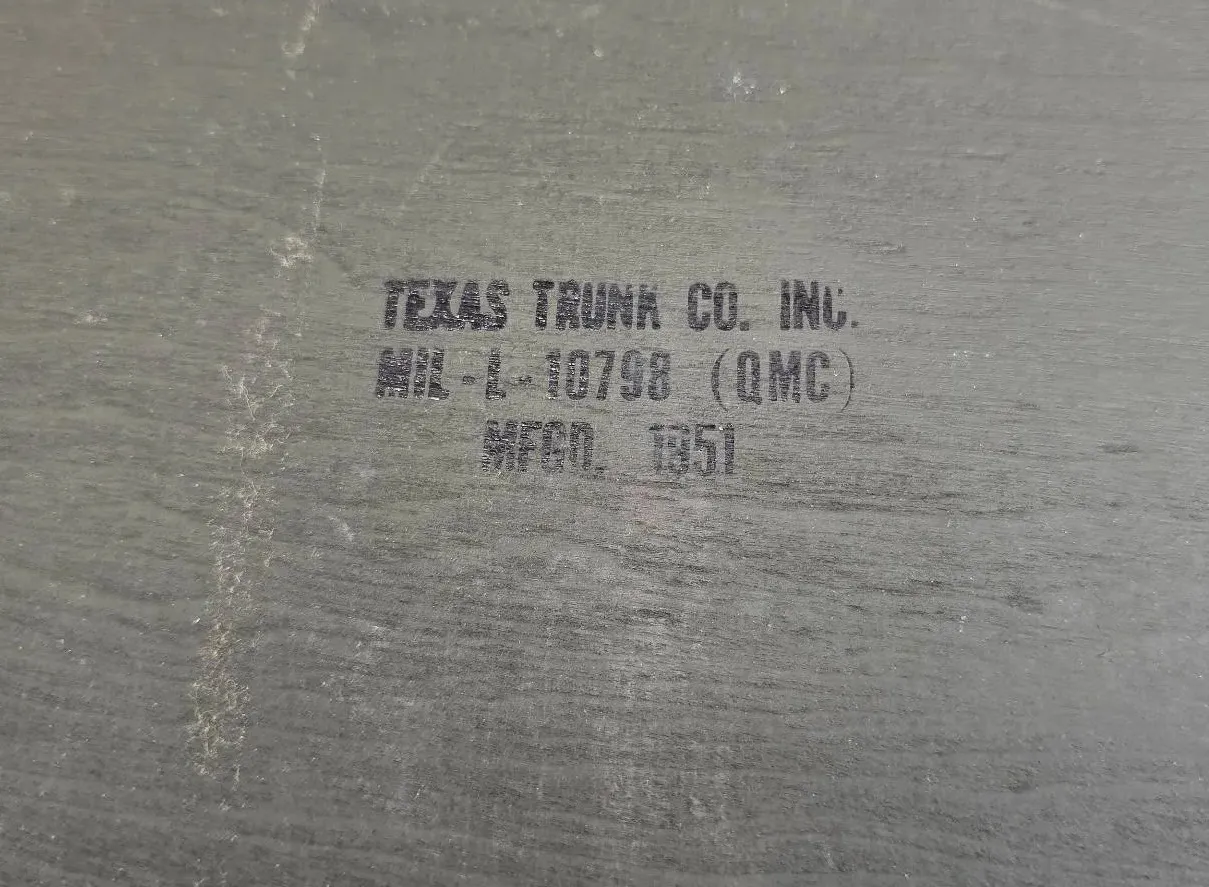 TEXAS TRUNK CO. INC.
MIL-L-10798 (QMC)
MFGD. 1951